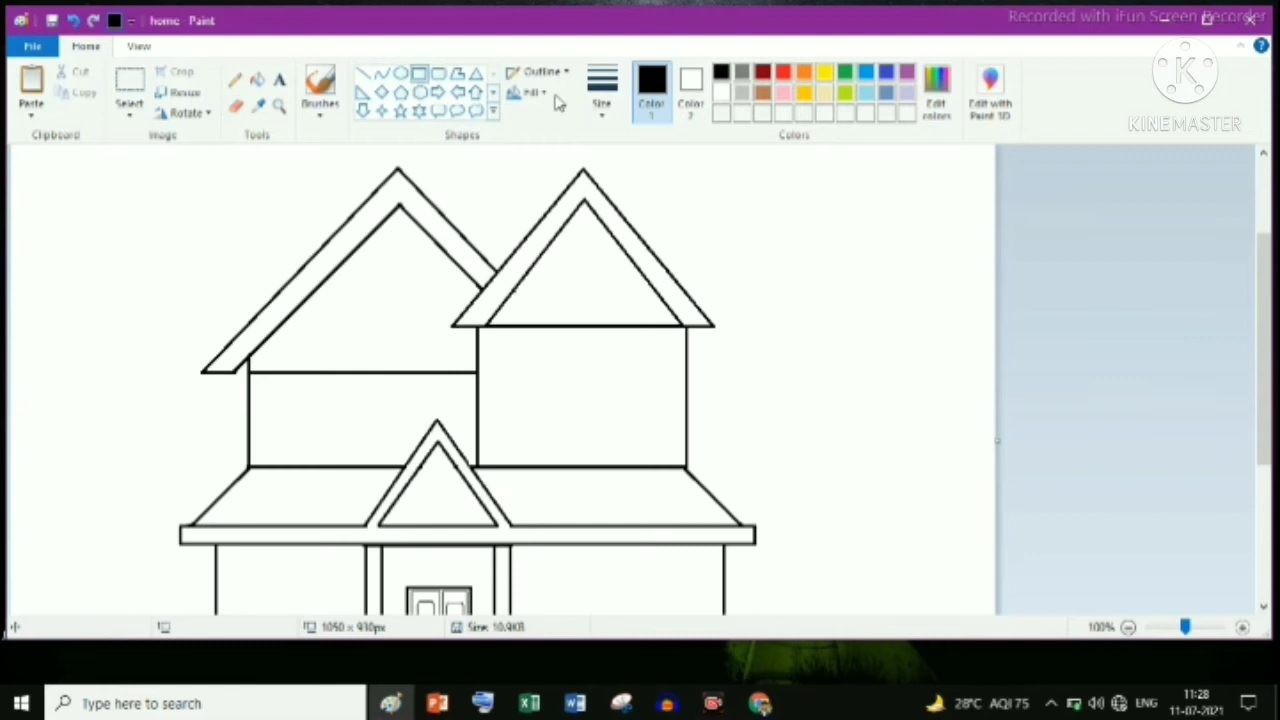 Recorded with iFun Screen Recorder
home - Paint
File Home View
K
KINEMASTER
Paste
Cut
Copy
Clipboard
Select
Crop
Resize
Rotate
Image
A
Tools
Brushes
Outline
Fill
Shapes
Size
Color
1
Color
2
Edit
colors
Colors
Edit with
Paint 3D
1050 × 930px
Size: 10.9KB
100%
Type here to search
28°C AQI 75
ENG
11:28
11-07-2021